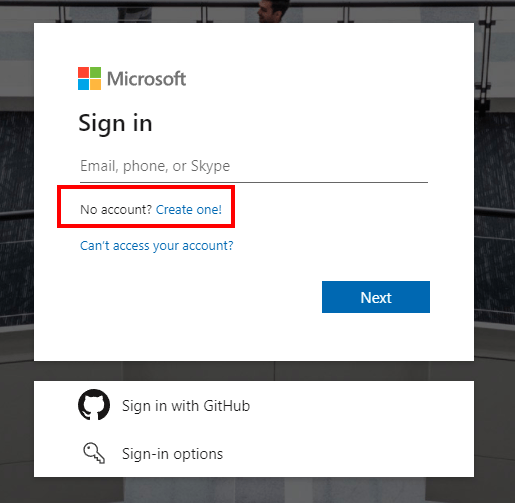 Microsoft
Sign in
Email, phone, or Skype
No account? Create one!
Can't access your account?
Next
Sign in with GitHub
Sign-in options